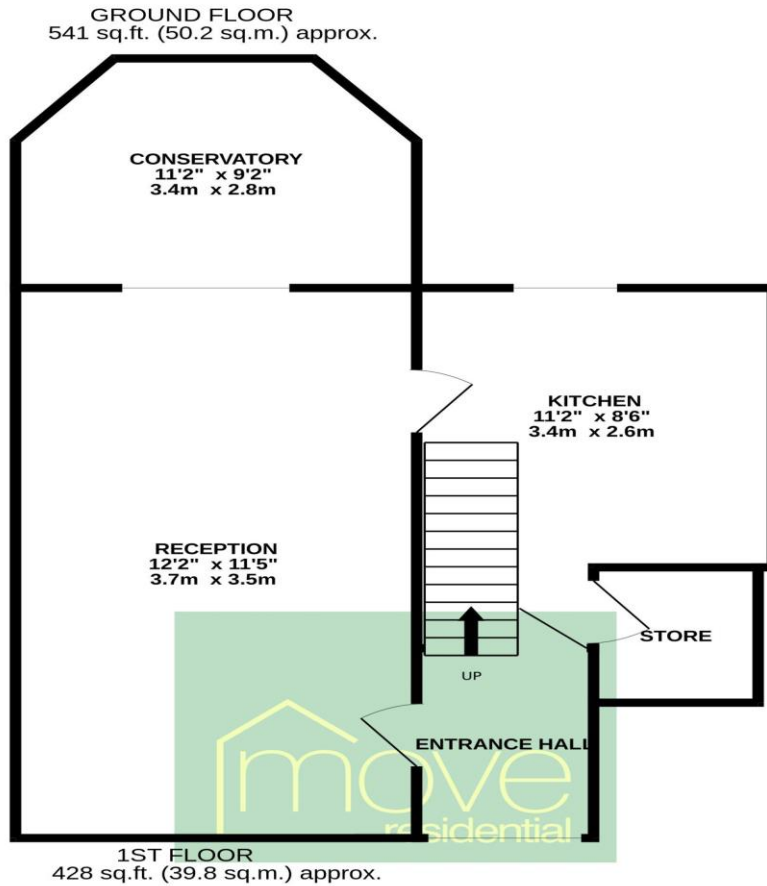 GROUND FLOOR
541 sq.ft. (50.2 sq.m.) approx.
CONSERVATORY
11'2" x 9'2"
3.4m x 2.8m
KITCHEN
11'2" x 8'6"
3.4m x 2.6m
RECEPTION
12'2" x 11'5"
3.7m x 3.5m
STORE
UP
ENTRANCE HALL
move
residential
1ST FLOOR
428 sq.ft. (39.8 sq.m.) approx.